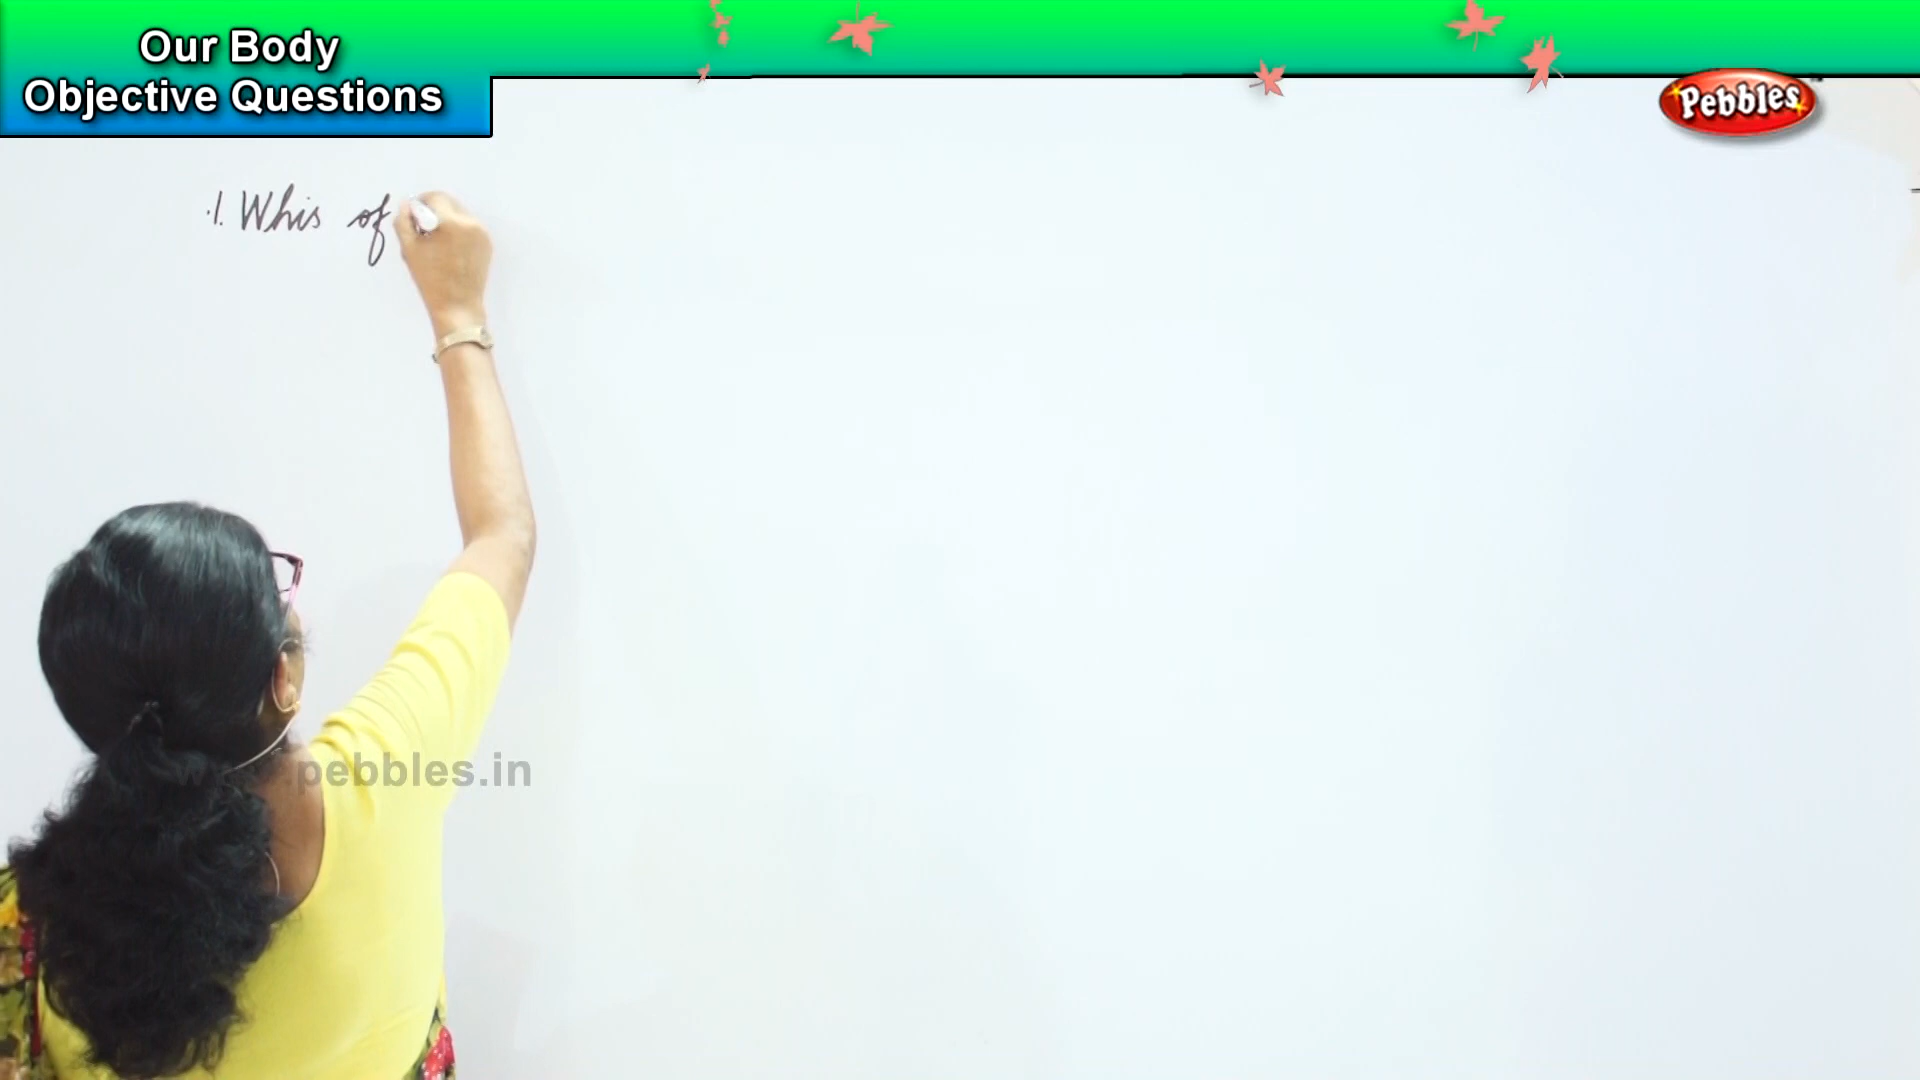 Our Body
Objective Questions
Pebbles
1. Whis of
www.pebbles.in